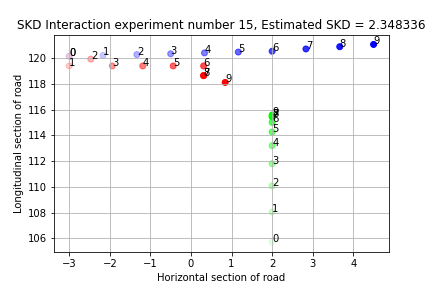 SKD Interaction experiment number 15, Estimated SKD = 2.348336
Longitudinal section of road
120
118
116
114
112
110
108
106
0 1 2 3 4 5 6 7 8 9
1 2 3 4 5 6 8 9
9 6 5 4 3 2 1 0
−3 −2 −1 0 1 2 3 4
Horizontal section of road